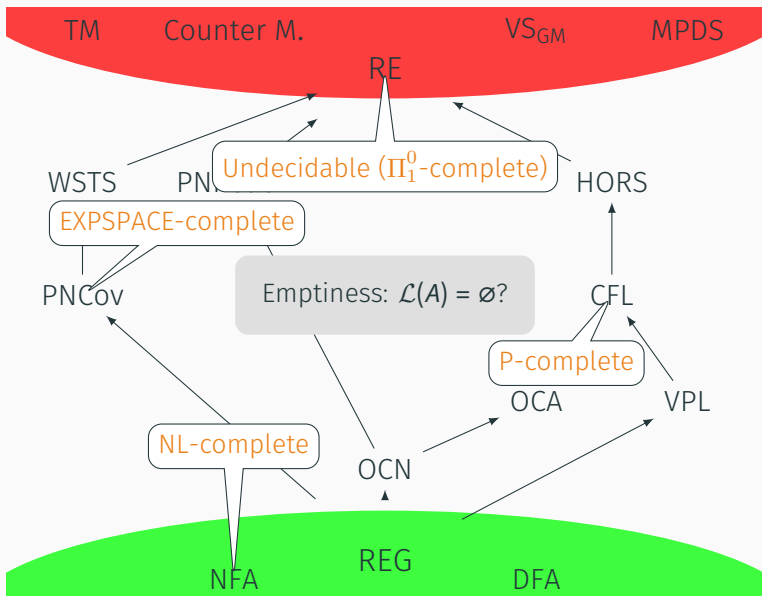 TM Counter M. VS_GM MPDS
RE
Undecidable (Π₁⁰-complete)
WSTS HORS
EXPSPACE-complete
PNCov Emptiness: 𝓛(A) = ∅? CFL
P-complete
OCA VPL
NL-complete
OCN
REG
NFA DFA